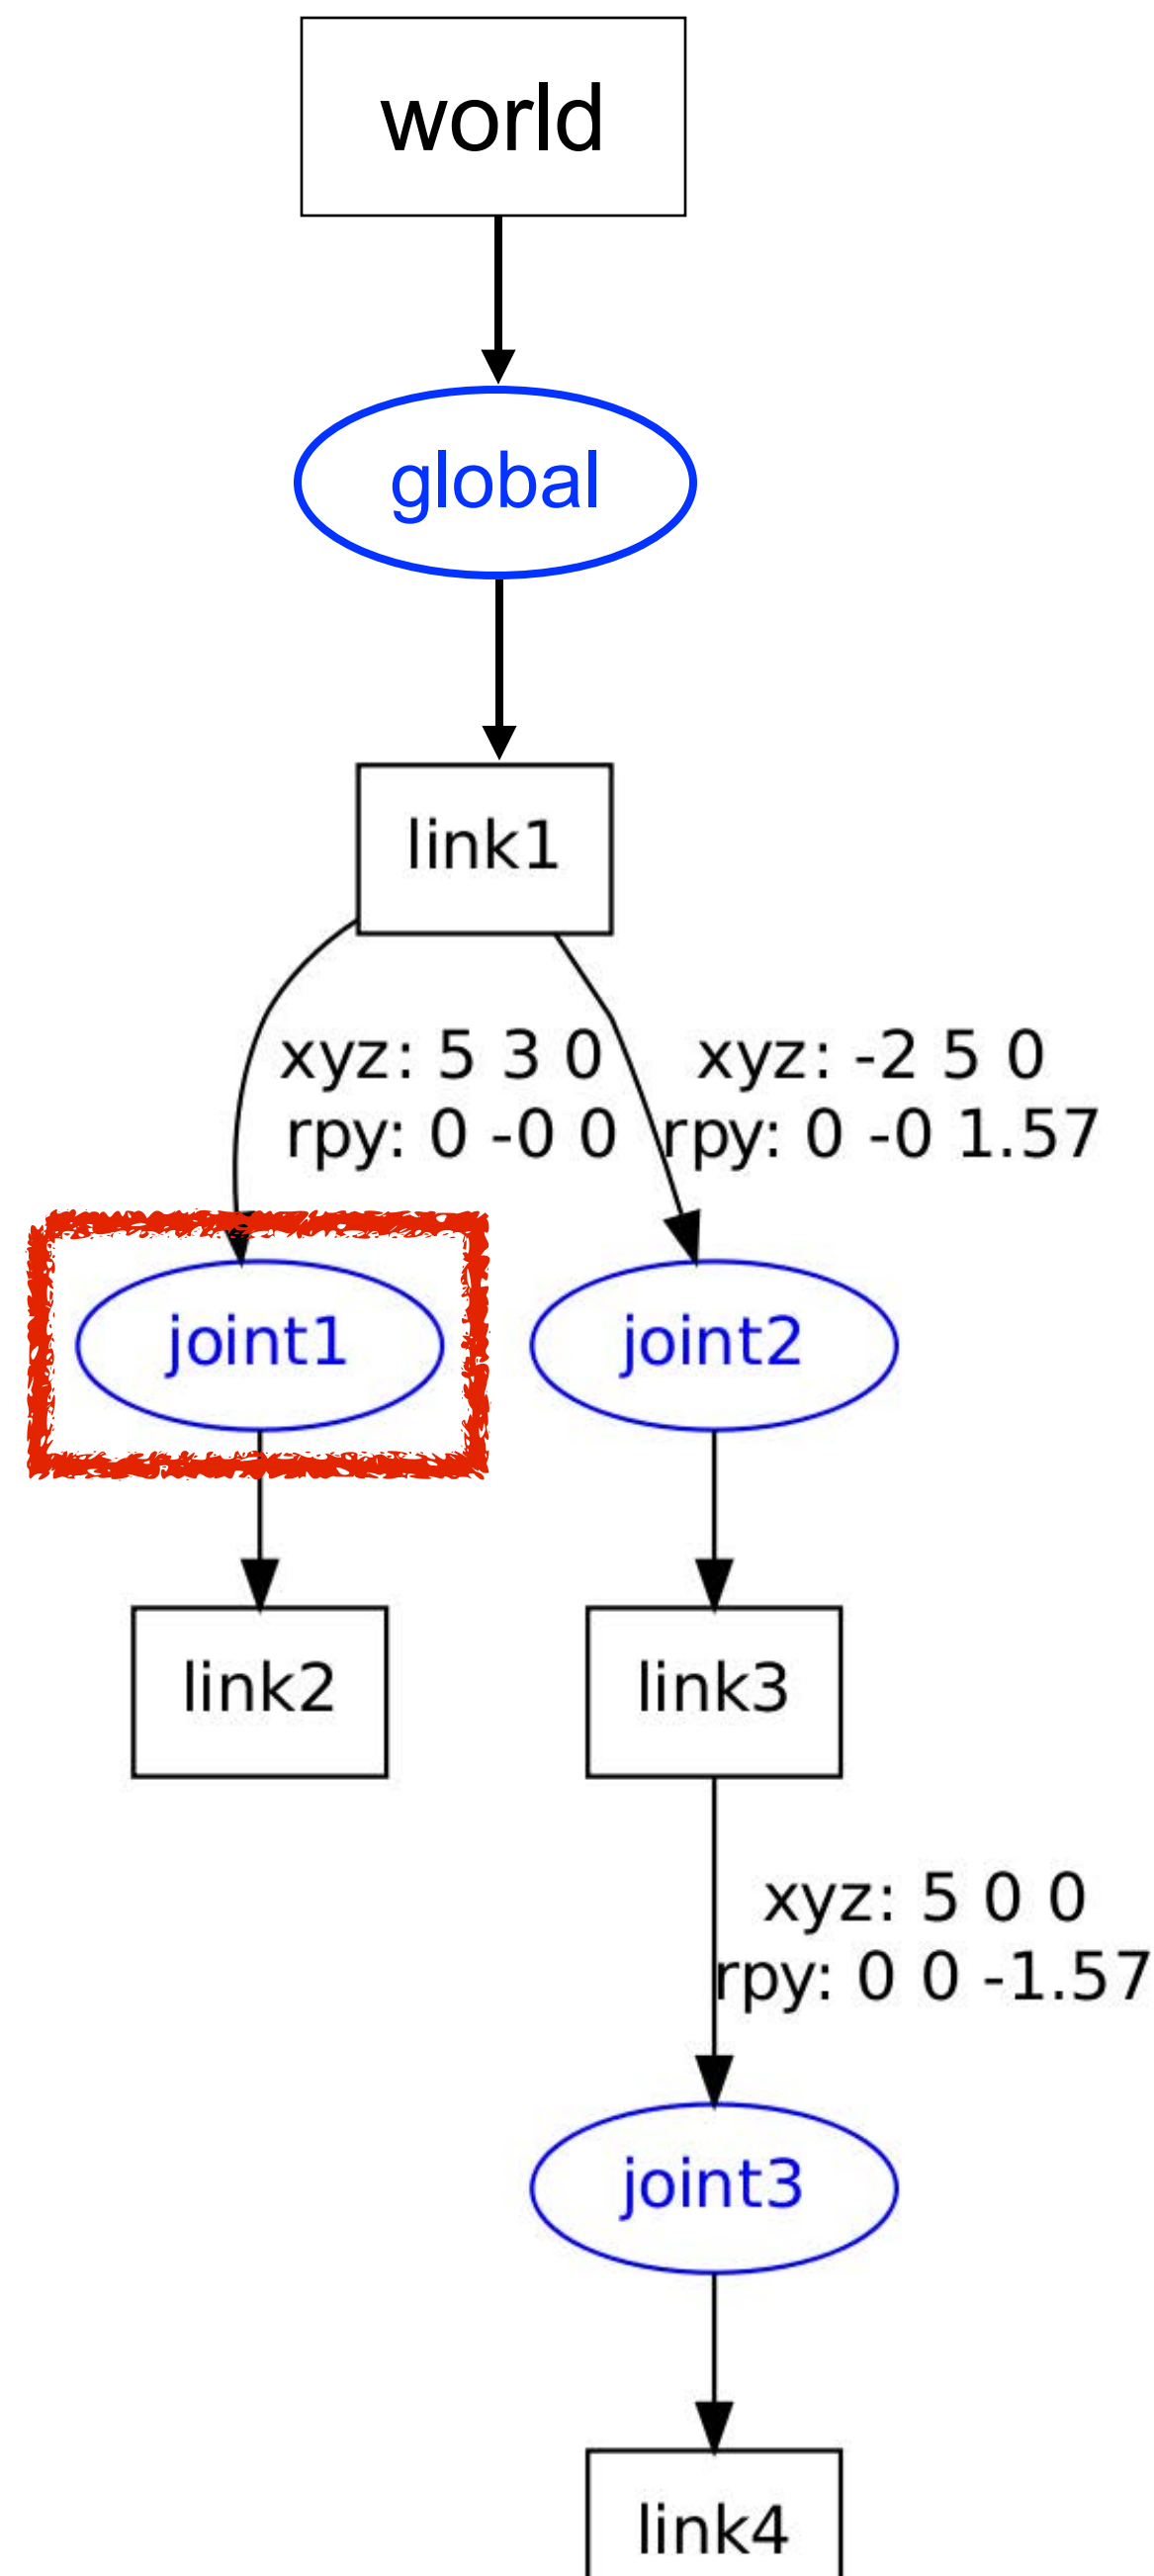 world
global
link1
xyz: 5 3 0
rpy: 0 -0 0
xyz: -2 5 0
rpy: 0 -0 1.57
joint1
joint2
link2
link3
xyz: 5 0 0
rpy: 0 0 -1.57
joint3
link4